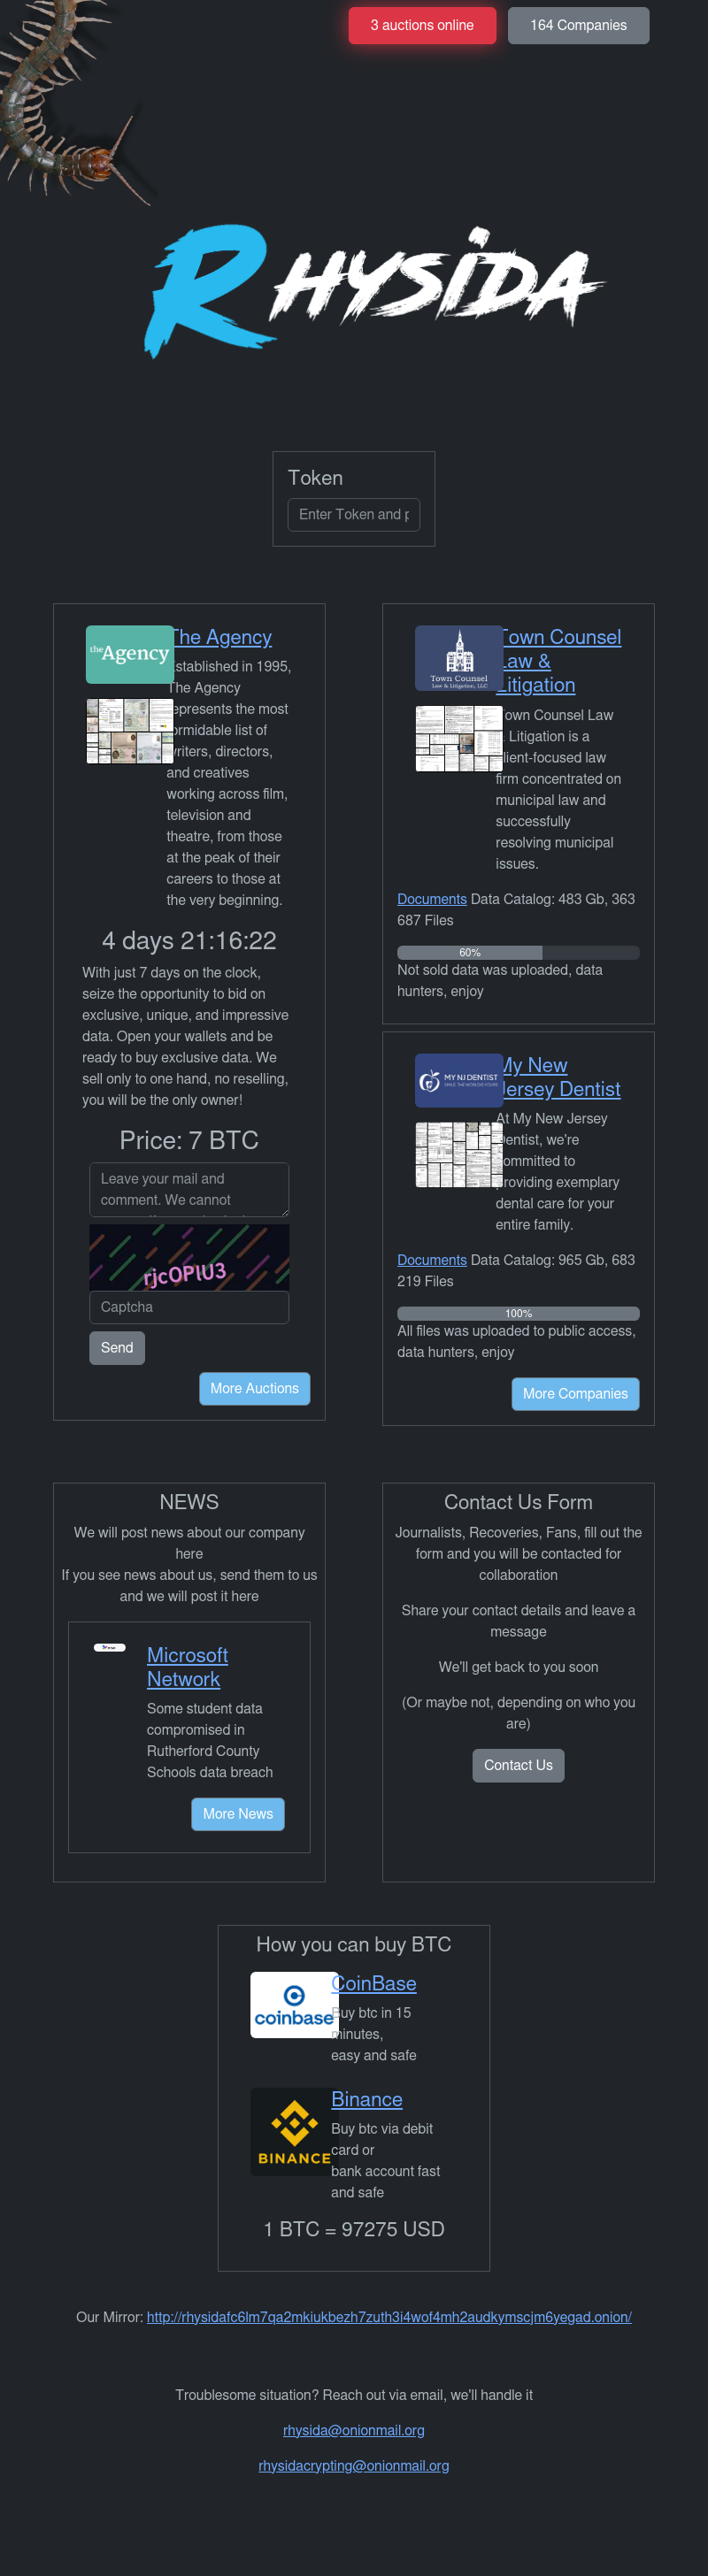 3 auctions online
164 Companies
RHYSIDA
Token
Enter Token and p
theAgency
The Agency
Established in 1995,
The Agency
represents the most
formidable list of
writers, directors,
and creatives
working across film,
television and
theatre, from those
at the peak of their
careers to those at
the very beginning.
4 days 21:16:22
With just 7 days on the clock,
seize the opportunity to bid on
exclusive, unique, and impressive
data. Open your wallets and be
ready to buy exclusive data. We
sell only to one hand, no reselling,
you will be the only owner!
Price: 7 BTC
Leave your mail and
comment. We cannot
rjcOPlU3
Captcha
Send
More Auctions
Town Counsel
Law & Litigation, LLC
Town Counsel
Law &
Litigation
Town Counsel Law
& Litigation is a
client-focused law
firm concentrated on
municipal law and
successfully
resolving municipal
issues.
Documents Data Catalog: 483 Gb, 363
687 Files
60%
Not sold data was uploaded, data
hunters, enjoy
MY NJ DENTIST
My New
Jersey Dentist
At My New Jersey
Dentist, we're
committed to
providing exemplary
dental care for your
entire family.
Documents Data Catalog: 965 Gb, 683
219 Files
100%
All files was uploaded to public access,
data hunters, enjoy
More Companies
NEWS
We will post news about our company
here
If you see news about us, send them to us
and we will post it here
Microsoft
Network
Some student data
compromised in
Rutherford County
Schools data breach
More News
Contact Us Form
Journalists, Recoveries, Fans, fill out the
form and you will be contacted for
collaboration
Share your contact details and leave a
message
We'll get back to you soon
(Or maybe not, depending on who you
are)
Contact Us
How you can buy BTC
coinbase
CoinBase
Buy btc in 15
minutes,
easy and safe
BINANCE
Binance
Buy btc via debit
card or
bank account fast
and safe
1 BTC = 97275 USD
Our Mirror: http://rhysidafc6lm7qa2mkiukbezh7zuth3i4wof4mh2audkymscjm6yegad.onion/
Troublesome situation? Reach out via email, we'll handle it
rhysida@onionmail.org
rhysidacrypting@onionmail.org